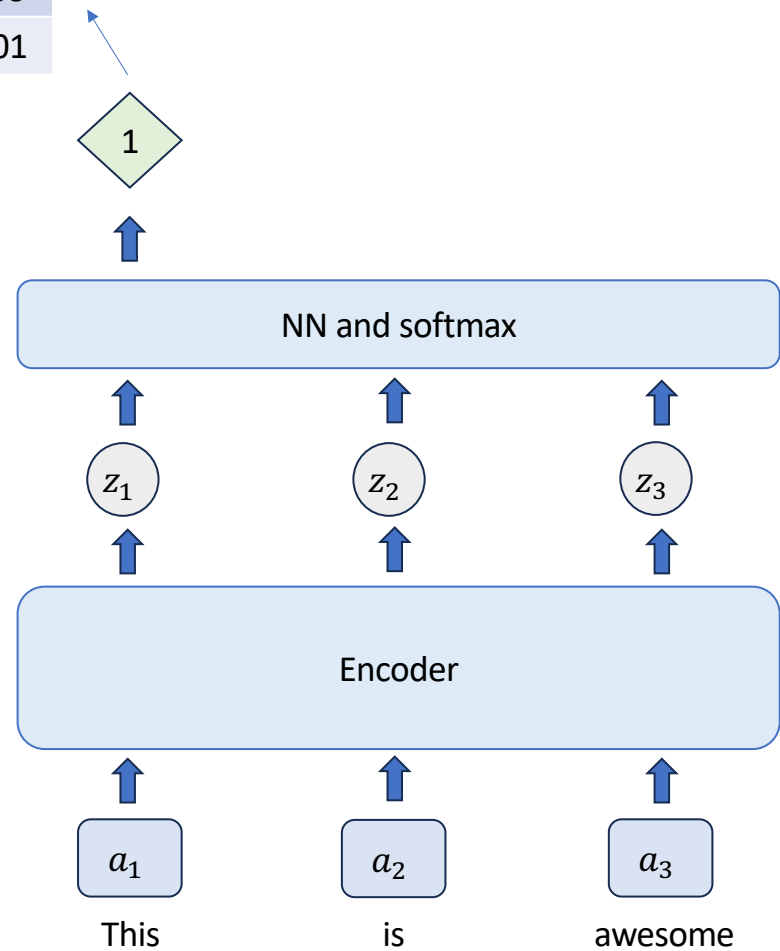 01
1
NN and softmax
z₁ z₂ z₃
Encoder
a₁ a₂ a₃
This is awesome